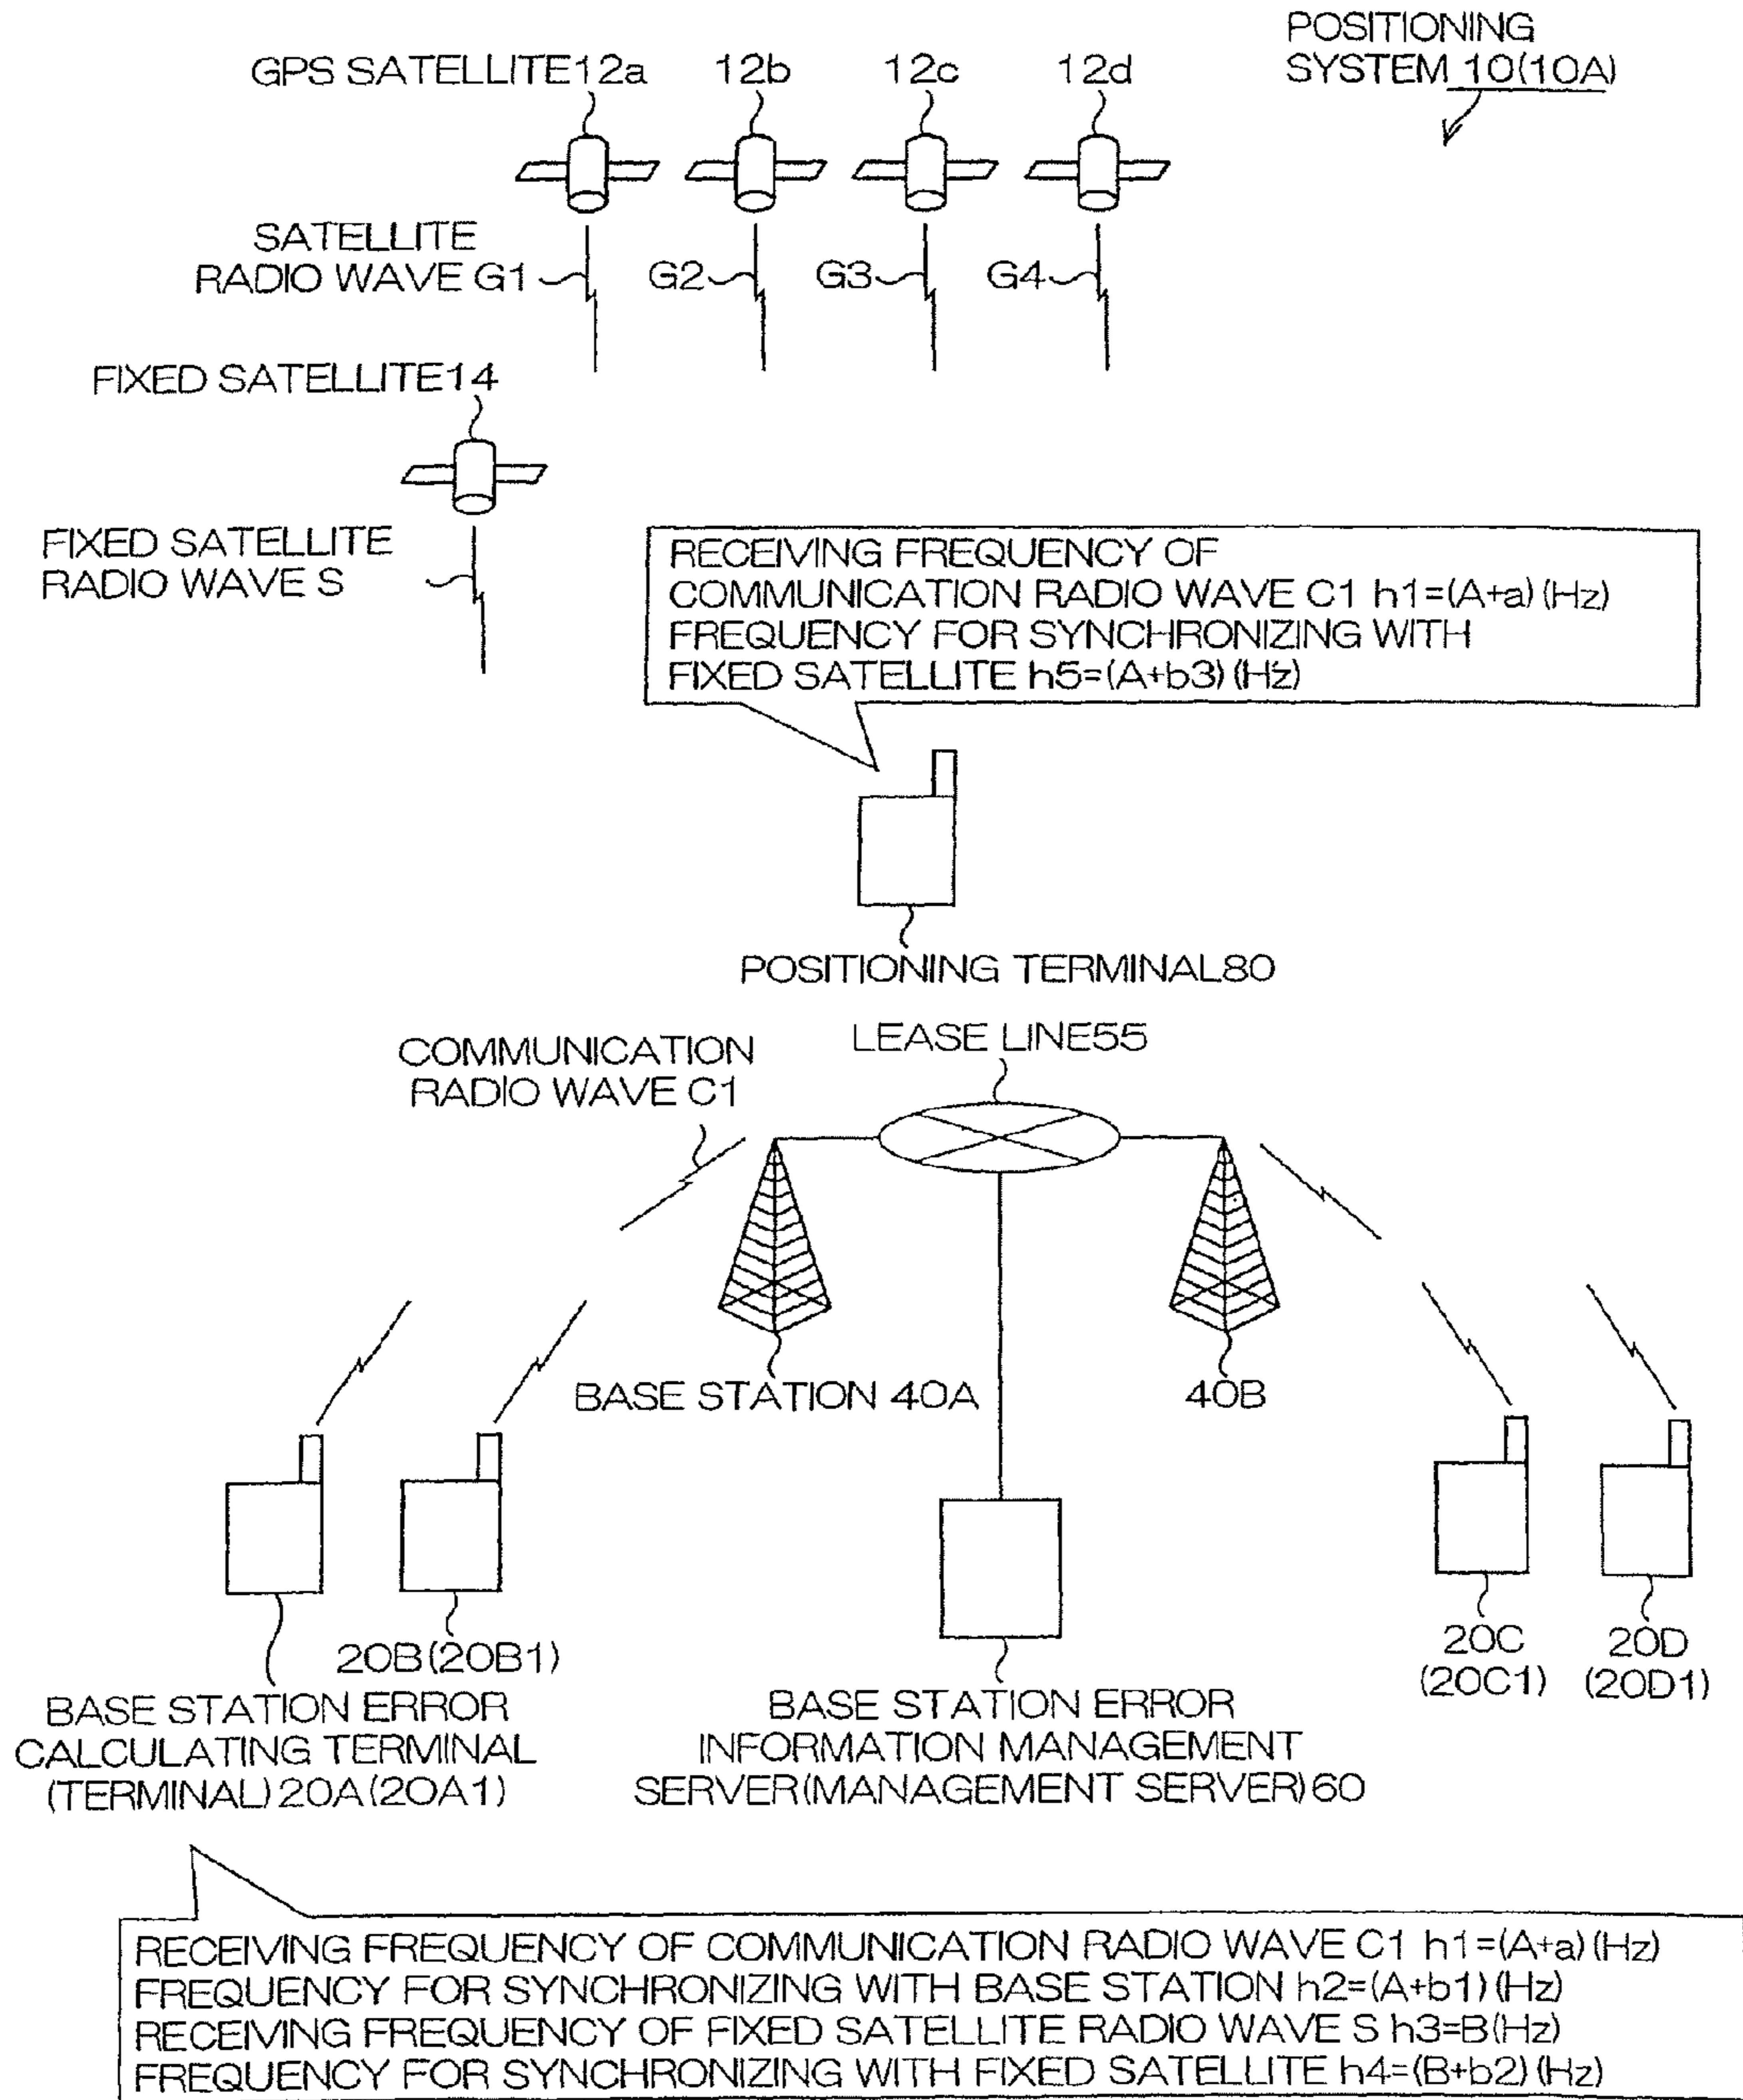 POSITIONING
SYSTEM 10(10A)
GPS SATELLITE12a
12b
12c
12d
SATELLITE
RADIO WAVE G1
G2
G3
G4
FIXED SATELLITE14
FIXED SATELLITE
RADIO WAVE S
RECEIVING FREQUENCY OF
COMMUNICATION RADIO WAVE C1 h1=(A+a)(Hz)
FREQUENCY FOR SYNCHRONIZING WITH
FIXED SATELLITE h5=(A+b3)(Hz)
POSITIONING TERMINAL80
COMMUNICATION
RADIO WAVE C1
LEASE LINE55
BASE STATION 40A
40B
20B(20B1)
20C
(20C1)
20D
(20D1)
BASE STATION ERROR
CALCULATING TERMINAL
(TERMINAL)20A(20A1)
BASE STATION ERROR
INFORMATION MANAGEMENT
SERVER(MANAGEMENT SERVER)60
RECEIVING FREQUENCY OF COMMUNICATION RADIO WAVE C1 h1=(A+a)(Hz)
FREQUENCY FOR SYNCHRONIZING WITH BASE STATION h2=(A+b1)(Hz)
RECEIVING FREQUENCY OF FIXED SATELLITE RADIO WAVE S h3=B(Hz)
FREQUENCY FOR SYNCHRONIZING WITH FIXED SATELLITE h4=(B+b2)(Hz)